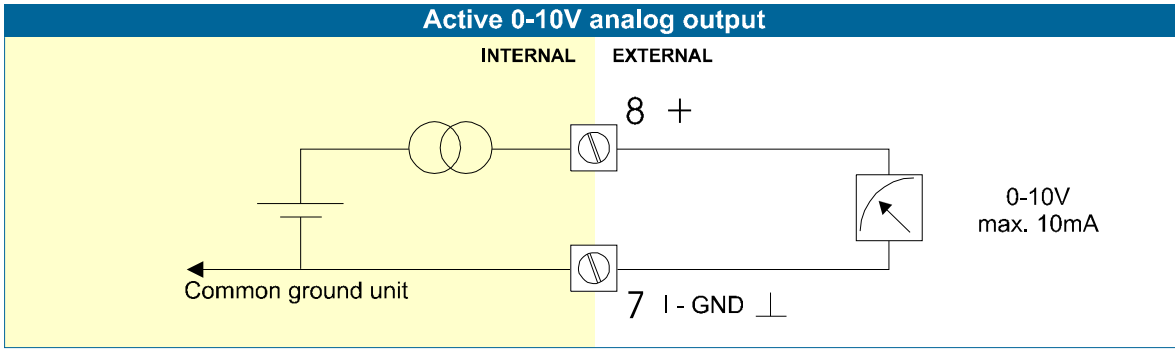 Active 0-10V analog output
INTERNAL EXTERNAL
8 +
0-10V
max. 10mA
Common ground unit
7 I - GND ⊥